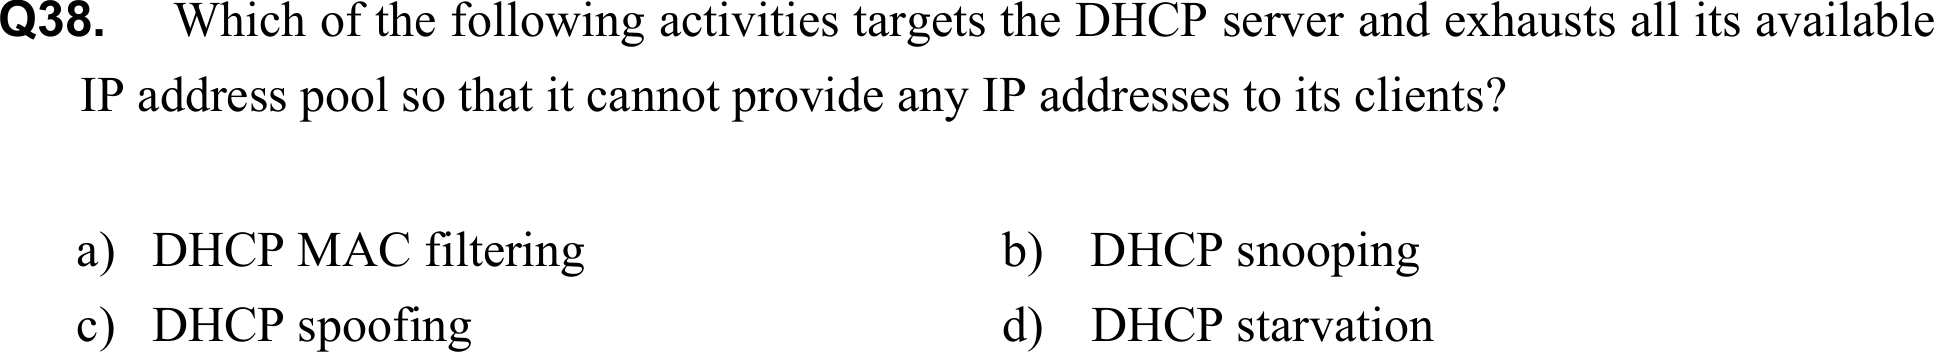 Q38. Which of the following activities targets the DHCP server and exhausts all its available
IP address pool so that it cannot provide any IP addresses to its clients?
a) DHCP MAC filtering b) DHCP snooping
c) DHCP spoofing d) DHCP starvation